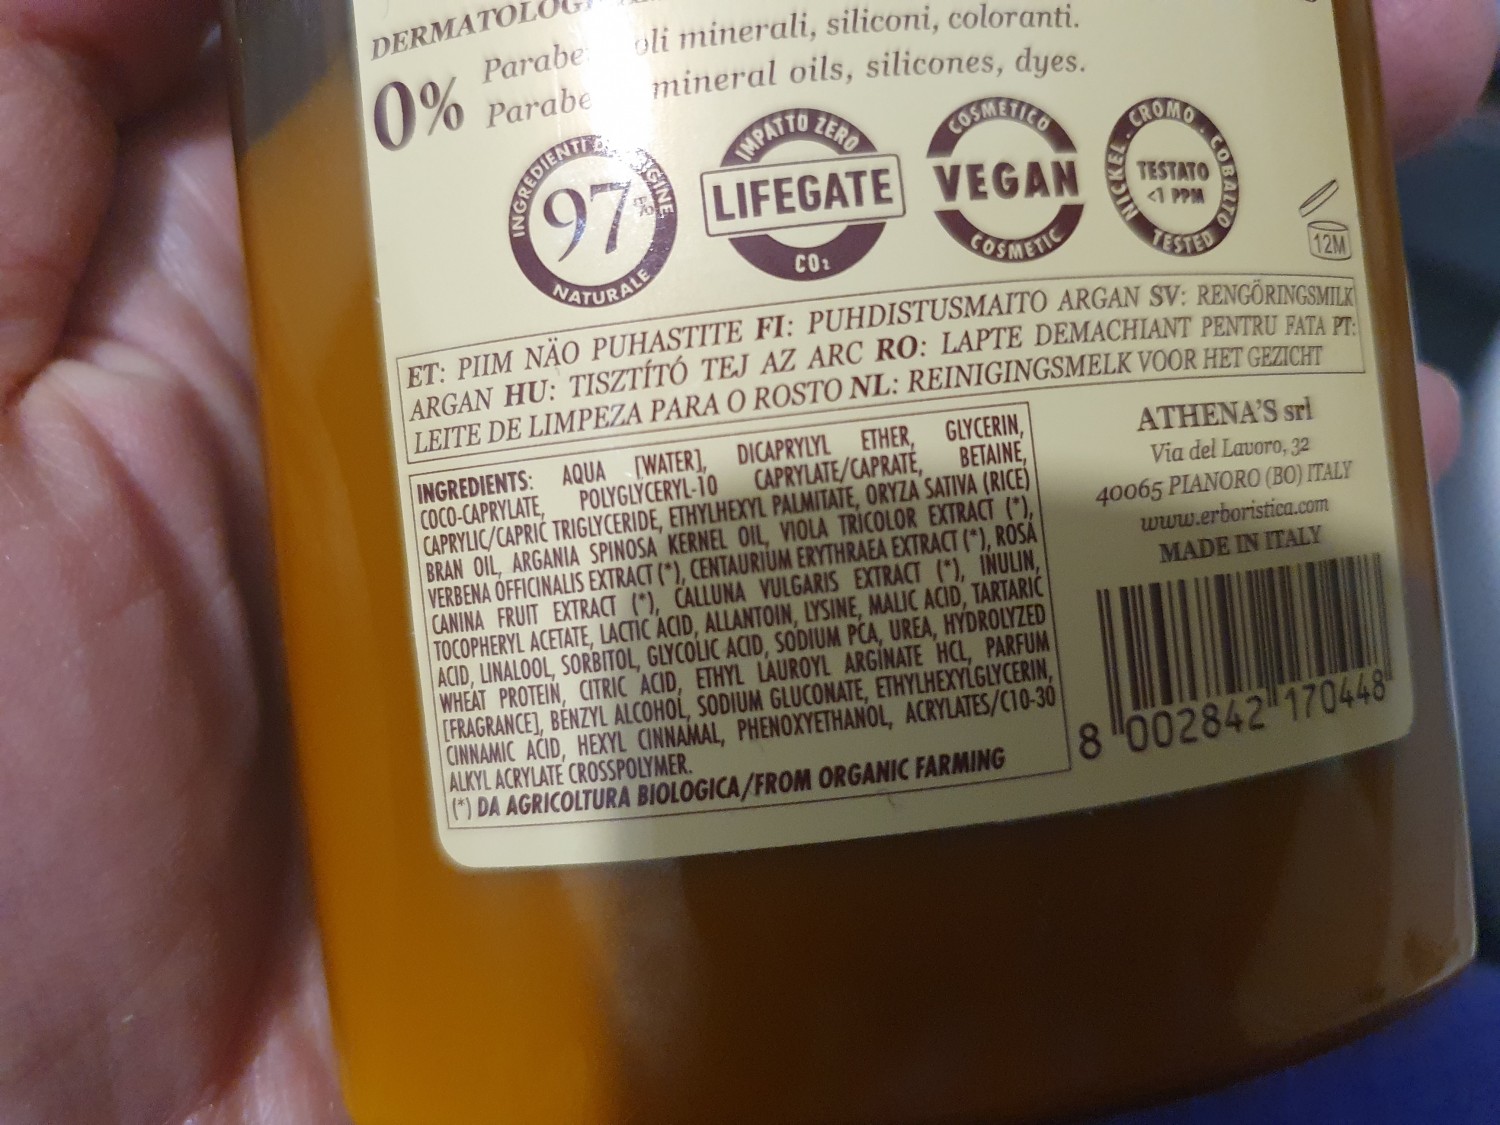 DERMATOLOGI
0%
Parabe oli minerali, siliconi, coloranti.
Parabe mineral oils, silicones, dyes.
INGREDIENTI D' ORIGINE
97%
NATURALE
IMPATTO ZERO
LIFEGATE
CO₂
COSMETICO
VEGAN
COSMETIC
NICKEL . CROMO . COBALTO
TESTATO
<1 PPM
TESTED
12M
ET: PIIM NÄO PUHASTITE FI: PUHDISTUSMAITO ARGAN SV: RENGÖRINGSMILK
ARGAN HU: TISZTÍTÓ TEJ AZ ARC RO: LAPTE DEMACHIANT PENTRU FATA PT:
LEITE DE LIMPEZA PARA O ROSTO NL: REINIGINGSMELK VOOR HET GEZICHT
INGREDIENTS: AQUA [WATER], DICAPRYLYL ETHER, GLYCERIN,
COCO-CAPRYLATE, POLYGLYCERYL-10 CAPRYLATE/CAPRATE, BETAINE,
CAPRYLIC/CAPRIC TRIGLYCERIDE, ETHYLHEXYL PALMITATE, ORYZA SATIVA (RICE)
BRAN OIL, ARGANIA SPINOSA KERNEL OIL, VIOLA TRICOLOR EXTRACT (*),
VERBENA OFFICINALIS EXTRACT (*), CENTAURIUM ERYTHRAEA EXTRACT (*), ROSA
CANINA FRUIT EXTRACT (*), CALLUNA VULGARIS EXTRACT (*), INULIN,
TOCOPHERYL ACETATE, LACTIC ACID, ALLANTOIN, LYSINE, MALIC ACID, TARTARIC
ACID, LINALOOL, SORBITOL, GLYCOLIC ACID, SODIUM PCA, UREA, HYDROLYZED
WHEAT PROTEIN, CITRIC ACID, ETHYL LAUROYL ARGINATE HCL, PARFUM
[FRAGRANCE], BENZYL ALCOHOL, SODIUM GLUCONATE, ETHYLHEXYLGLYCERIN,
CINNAMIC ACID, HEXYL CINNAMAL, PHENOXYETHANOL, ACRYLATES/C10-30
ALKYL ACRYLATE CROSSPOLYMER.
(*) DA AGRICOLTURA BIOLOGICA/FROM ORGANIC FARMING
ATHENA'S srl
Via del Lavoro, 32
40065 PIANORO (BO) ITALY
www.erboristica.com
MADE IN ITALY
8 002842 170448